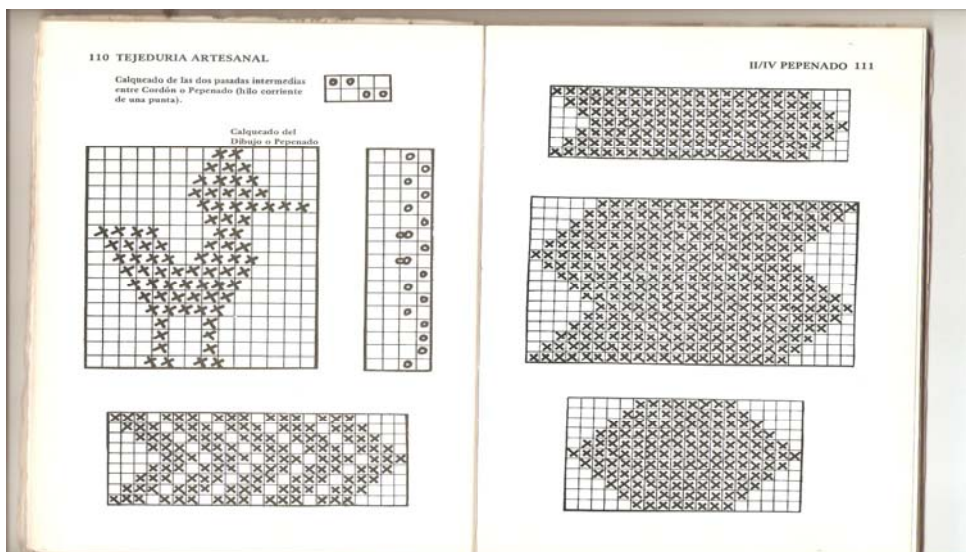 110 TEJEDURIA ARTESANAL
Calqueado de las dos pasadas intermedias
entre Cordón o Pepenado (hilo corriente
de una punta).
Calqueado del
Dibujo o Pepenado
II/IV PEPENADO 111